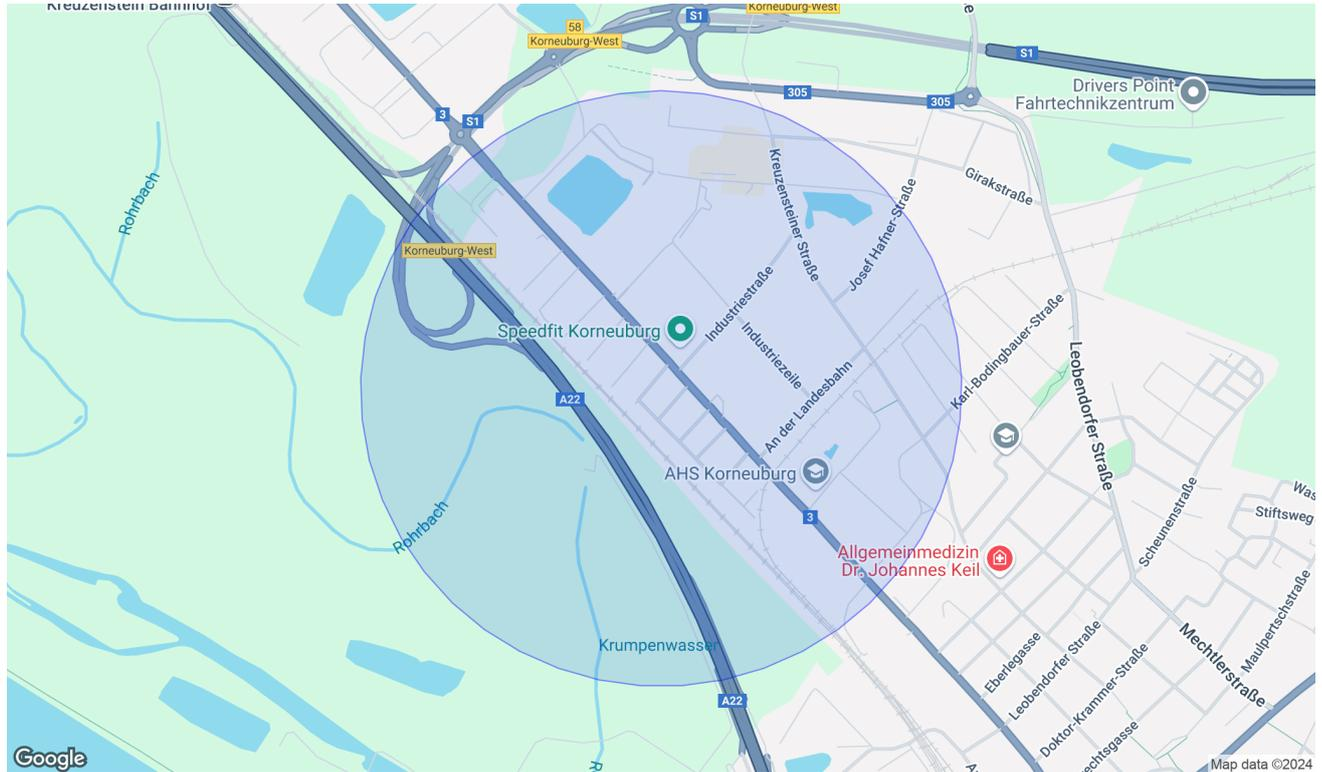 Kreuzenstein Bahnhof
58
Korneuburg-West
S1
Korneuburg-West
S1
305
305
Drivers Point
Fahrtechnikzentrum
3
S1
Rohrbach
Kreuzensteiner Straße
Girakstraße
Josef Hafner-Straße
Korneuburg-West
Speedfit Korneuburg
Industriestraße
Industriezeile
An der Landesbahn
Karl-Bodingbauer-Straße
Leobendorfer Straße
A22
AHS Korneuburg
3
Rohrbach
Scheunenstraße
Stiftsweg
Allgemeinmedizin
Dr. Johannes Keil
Krumpenwasser
Eberlegasse
Leobendorfer Straße
Doktor-Krammer-Straße
Mechtlerstraße
Maulpertschstraße
A22
Google
Map data ©2024